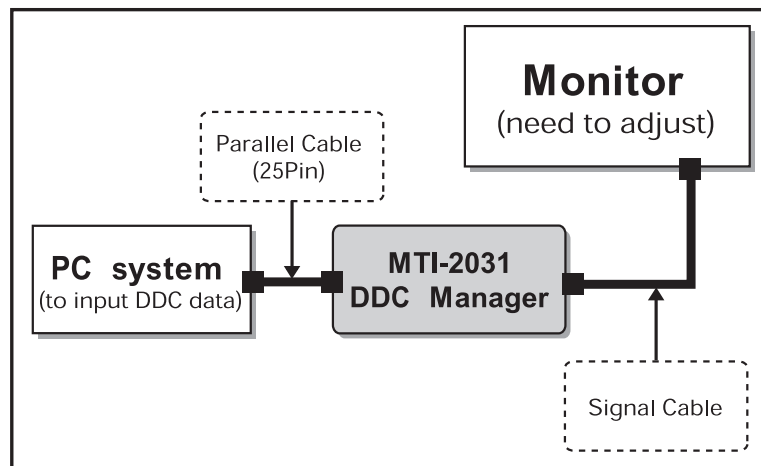 Monitor
(need to adjust)
Parallel Cable
(25Pin)
PC system
(to input DDC data)
MTI-2031
DDC Manager
Signal Cable